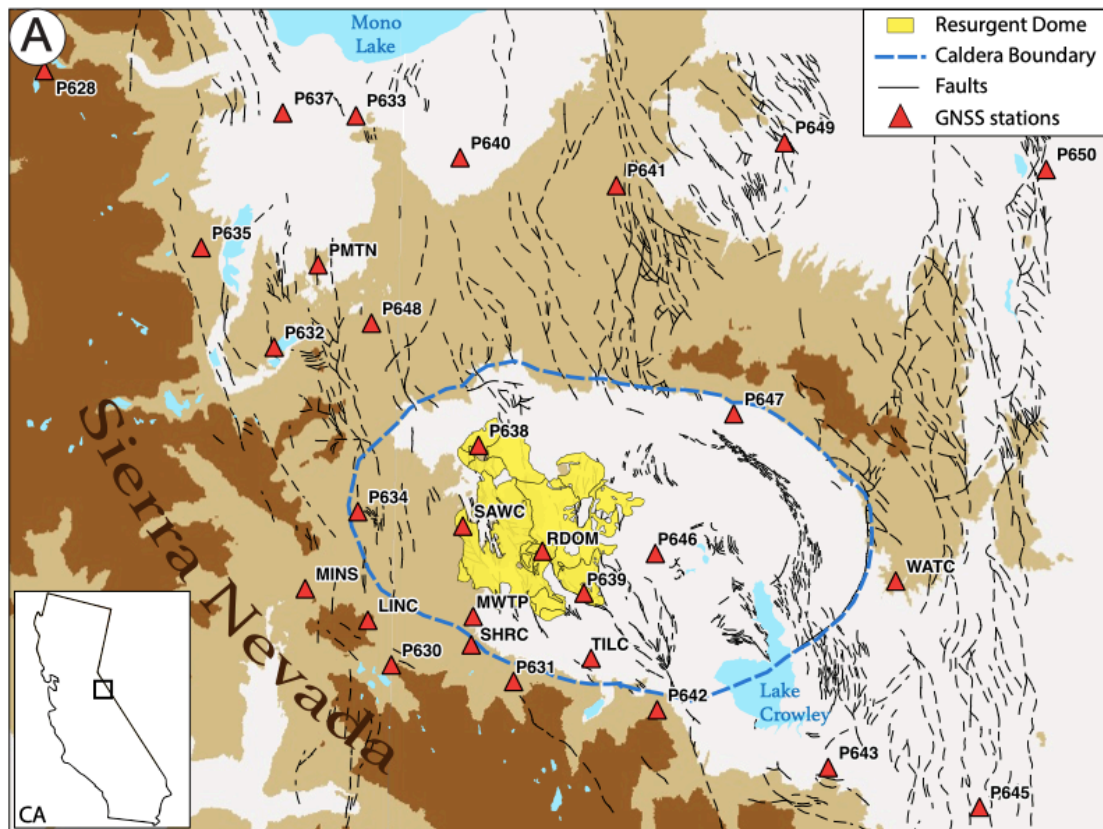 A
Mono
Lake
Resurgent Dome
Caldera Boundary
Faults
GNSS stations
P628
P637
P633
P640
P649
P650
P641
P635
PMTN
P648
P632
P647
P638
P634
SAWC
RDOM
P646
WATC
P639
MINS
LINC
MWTP
SHRC
TILC
P630
P631
P642
Sierra Nevada
Lake
Crowley
P643
P645
CA